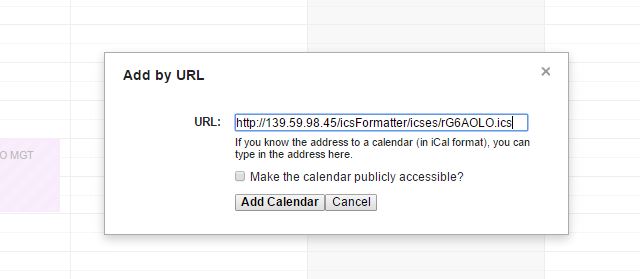 Add by URL
×
URL: http://139.59.98.45/icsFormatter/icses/rG6AOLO.ics
If you know the address to a calendar (in iCal format), you can
type in the address here.
O MGT
Make the calendar publicly accessible?
Add Calendar Cancel